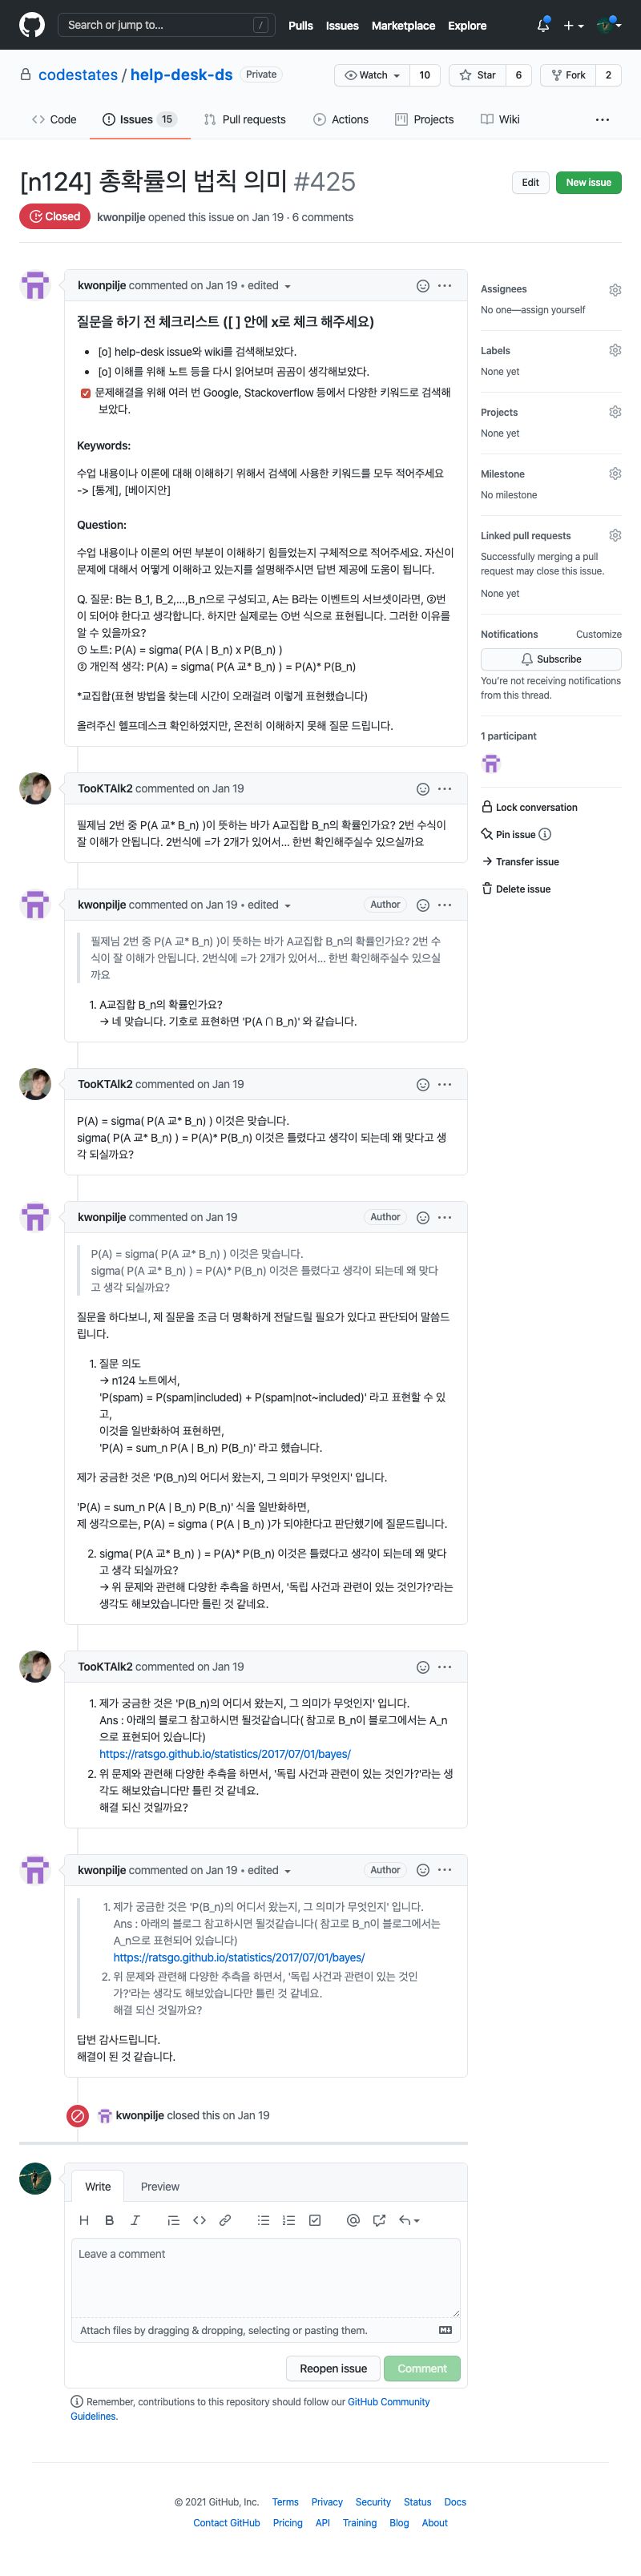 Search or jump to... /
Pulls Issues Marketplace Explore
codestates / help-desk-ds Private
Watch 10 Star 6 Fork 2
Code Issues 15 Pull requests Actions Projects Wiki
[n124] 총확률의 법칙 의미 #425
Edit New issue
Closed kwonpilje opened this issue on Jan 19 · 6 comments
kwonpilje commented on Jan 19 • edited
질문을 하기 전 체크리스트 ([ ] 안에 x로 체크 해주세요)
[o] help-desk issue와 wiki를 검색해보았다.
[o] 이해를 위해 노트 등을 다시 읽어보며 곰곰이 생각해보았다.
문제해결을 위해 여러 번 Google, Stackoverflow 등에서 다양한 키워드로 검색해
보았다.
Keywords:
수업 내용이나 이론에 대해 이해하기 위해서 검색에 사용한 키워드를 모두 적어주세요
-> [통계], [베이지안]
Question:
수업 내용이나 이론의 어떤 부분이 이해하기 힘들었는지 구체적으로 적어주세요. 자신이
문제에 대해서 어떻게 이해하고 있는지를 설명해주시면 답변 제공에 도움이 됩니다.
Q. 질문: B는 B_1, B_2,...,B_n으로 구성되고, A는 B라는 이벤트의 서브셋이라면, ②번
이 되어야 한다고 생각합니다. 하지만 실제로는 ①번 식으로 표현됩니다. 그러한 이유를
알 수 있을까요?
① 노트: P(A) = sigma( P(A | B_n) x P(B_n) )
② 개인적 생각: P(A) = sigma( P(A 교* B_n) ) = P(A)* P(B_n)
*교집합(표현 방법을 찾는데 시간이 오래걸려 이렇게 표현했습니다)
올려주신 헬프데스크 확인하였지만, 온전히 이해하지 못해 질문 드립니다.
TooKTAlk2 commented on Jan 19
필제님 2번 중 P(A 교* B_n) )이 뜻하는 바가 A교집합 B_n의 확률인가요? 2번 수식이
잘 이해가 안됩니다. 2번식에 =가 2개가 있어서... 한번 확인해주실수 있으실까요
kwonpilje commented on Jan 19 • edited Author
필제님 2번 중 P(A 교* B_n) )이 뜻하는 바가 A교집합 B_n의 확률인가요? 2번 수
식이 잘 이해가 안됩니다. 2번식에 =가 2개가 있어서... 한번 확인해주실수 있으실
까요
1. A교집합 B_n의 확률인가요?
→ 네 맞습니다. 기호로 표현하면 'P(A ∩ B_n)' 와 같습니다.
TooKTAlk2 commented on Jan 19
P(A) = sigma( P(A 교* B_n) ) 이것은 맞습니다.
sigma( P(A 교* B_n) ) = P(A)* P(B_n) 이것은 틀렸다고 생각이 되는데 왜 맞다고 생
각 되실까요?
kwonpilje commented on Jan 19 Author
P(A) = sigma( P(A 교* B_n) ) 이것은 맞습니다.
sigma( P(A 교* B_n) ) = P(A)* P(B_n) 이것은 틀렸다고 생각이 되는데 왜 맞다
고 생각 되실까요?
질문을 하다보니, 제 질문을 조금 더 명확하게 전달드릴 필요가 있다고 판단되어 말씀드
립니다.
1. 질문 의도
→ n124 노트에서,
'P(spam) = P(spam|included) + P(spam|not~included)' 라고 표현할 수 있
고,
이것을 일반화하여 표현하면,
'P(A) = sum_n P(A | B_n) P(B_n)' 라고 했습니다.
제가 궁금한 것은 'P(B_n)의 어디서 왔는지, 그 의미가 무엇인지' 입니다.
'P(A) = sum_n P(A | B_n) P(B_n)' 식을 일반화하면,
제 생각으로는, P(A) = sigma ( P(A | B_n) )가 되야한다고 판단했기에 질문드립니다.
2. sigma( P(A 교* B_n) ) = P(A)* P(B_n) 이것은 틀렸다고 생각이 되는데 왜 맞다
고 생각 되실까요?
→ 위 문제와 관련해 다양한 추측을 하면서, '독립 사건과 관련이 있는 것인가?'라는
생각도 해보았습니다만 틀린 것 같네요.
TooKTAlk2 commented on Jan 19
1. 제가 궁금한 것은 'P(B_n)의 어디서 왔는지, 그 의미가 무엇인지' 입니다.
Ans : 아래의 블로그 참고하시면 될것같습니다( 참고로 B_n이 블로그에서는 A_n
으로 표현되어 있습니다)
https://ratsgo.github.io/statistics/2017/07/01/bayes/
2. 위 문제와 관련해 다양한 추측을 하면서, '독립 사건과 관련이 있는 것인가?'라는 생
각도 해보았습니다만 틀린 것 같네요.
해결 되신 것일까요?
kwonpilje commented on Jan 19 • edited Author
1. 제가 궁금한 것은 'P(B_n)의 어디서 왔는지, 그 의미가 무엇인지' 입니다.
Ans : 아래의 블로그 참고하시면 될것같습니다( 참고로 B_n이 블로그에서는
A_n으로 표현되어 있습니다)
https://ratsgo.github.io/statistics/2017/07/01/bayes/
2. 위 문제와 관련해 다양한 추측을 하면서, '독립 사건과 관련이 있는 것인
가?'라는 생각도 해보았습니다만 틀린 것 같네요.
해결 되신 것일까요?
답변 감사드립니다.
해결이 된 것 같습니다.
kwonpilje closed this on Jan 19
Write Preview
Leave a comment
Attach files by dragging & dropping, selecting or pasting them.
Reopen issue Comment
Remember, contributions to this repository should follow our GitHub Community
Guidelines.
Assignees
No one—assign yourself
Labels
None yet
Projects
None yet
Milestone
No milestone
Linked pull requests
Successfully merging a pull
request may close this issue.
None yet
Notifications Customize
Subscribe
You're not receiving notifications
from this thread.
1 participant
Lock conversation
Pin issue
Transfer issue
Delete issue
© 2021 GitHub, Inc. Terms Privacy Security Status Docs
Contact GitHub Pricing API Training Blog About